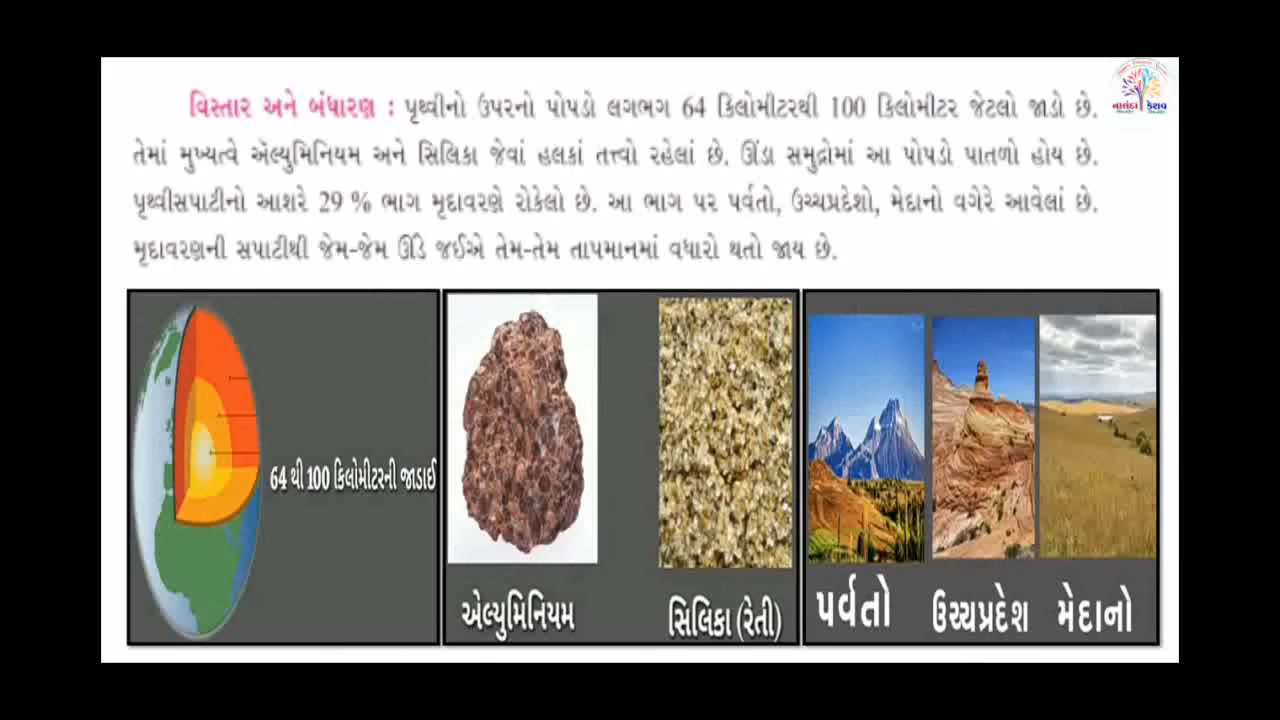 વિસ્તાર અને બંધારણ : પૃથ્વીનો ઉપરનો પોપડો લગભગ 64 કિલોમીટરથી 100 કિલોમીટર જેટલો જાડો છે.
તેમાં મુખ્યત્વે ઍલ્યુમિનિયમ અને સિલિકા જેવાં હલકાં તત્ત્વો રહેલાં છે. ઊંડા સમુદ્રોમાં આ પોપડો પાતળો હોય છે.
પૃથ્વીસપાટીનો આશરે 29 % ભાગ મૃદાવરણે રોકેલો છે. આ ભાગ પર પર્વતો, ઉચ્ચપ્રદેશો, મેદાનો વગેરે આવેલાં છે.
મૃદાવરણની સપાટીથી જેમ-જેમ ઊંડે જઈએ તેમ-તેમ તાપમાનમાં વધારો થતો જાય છે.
નાલંદા કેશવ
64 થી 100 કિલોમીટરની જાડાઈ
એલ્યુમિનિયમ
સિલિકા (રેતી)
પર્વતો
ઉચ્ચપ્રદેશ
મેદાનો